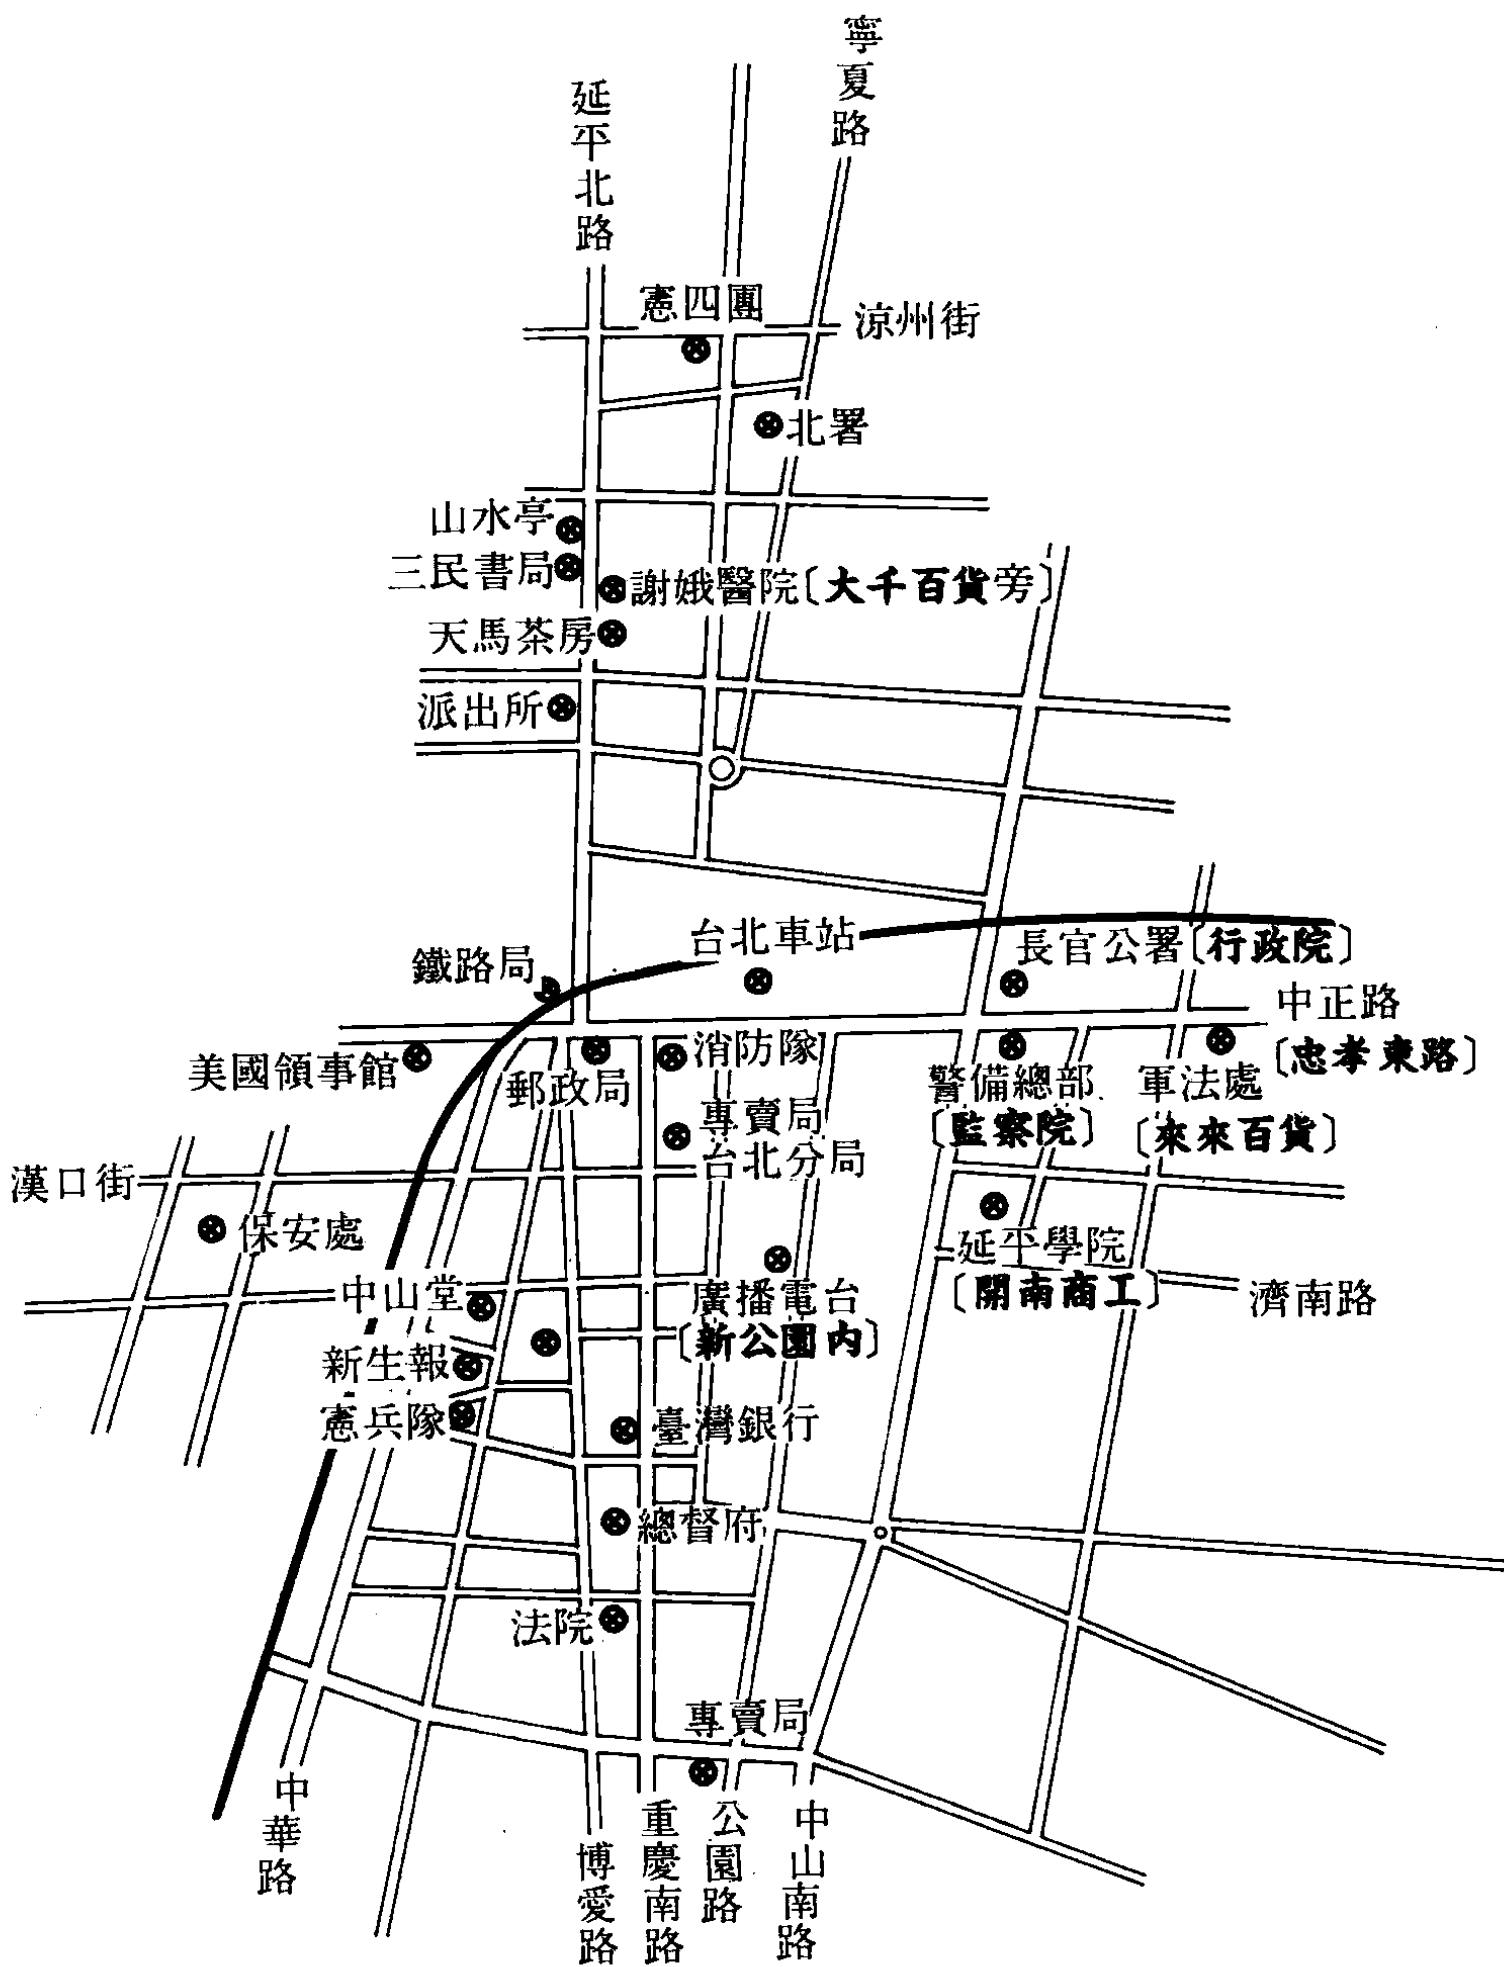 寧夏路
延平北路
憲四團
涼州街
北署
山水亭
三民書局
謝娥醫院〔大千百貨旁〕
天馬茶房
派出所
台北車站
長官公署〔行政院〕
鐵路局
中正路
〔忠孝東路〕
消防隊
美國領事館
郵政局
警備總部
〔監察院〕
軍法處
〔來來百貨〕
專賣局
台北分局
漢口街
保安處
延平學院
〔開南商工〕
濟南路
中山堂
廣播電台
〔新公園內〕
新生報
憲兵隊
臺灣銀行
總督府
法院
專賣局
中華路
博愛路
重慶南路
公園路
中山南路